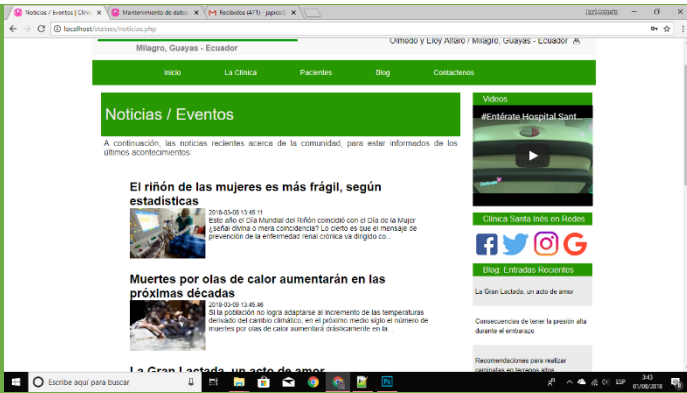 Noticias / Eventos | Clínic
Mantenimiento de datos
Recibidos (471) - japico@
José Antonio
localhost/staines/noticias.php
Milagro, Guayas - Ecuador
Olmedo y Eloy Alfaro / Milagro, Guayas - Ecuador
Inicio
La Clínica
Pacientes
Blog
Contactenos
Noticias / Eventos
A continuación, las noticias recientes acerca de la comunidad, para estar informados de los
últimos acontecimientos:
El riñón de las mujeres es más frágil, según
estadísticas
2018-03-08 13:45:11
Este año el Día Mundial del Riñón coincidió con el Día de la Mujer
¿señal divina o mera coincidencia? Lo cierto es que el mensaje de
prevención de la enfermedad renal crónica va dirigido co...
Muertes por olas de calor aumentarán en las
próximas décadas
2018-03-09 13:45:46
Si la población no logra adaptarse al incremento de las temperaturas
derivado del cambio climático, en el próximo medio siglo el número de
muertes por olas de calor aumentará drásticamente en la ...
La Gran Lactada, un acto de amor
Videos
#Entérate Hospital Sant...
Clínica Santa Inés en Redes
Blog: Entradas Recientes
La Gran Lactada, un acto de amor
Consecuencias de tener la presión alta
durante el embarazo
Recomendaciones para realizar
caminatas en terrenos altos
Escribe aquí para buscar
ESP
3:43
01/08/2018